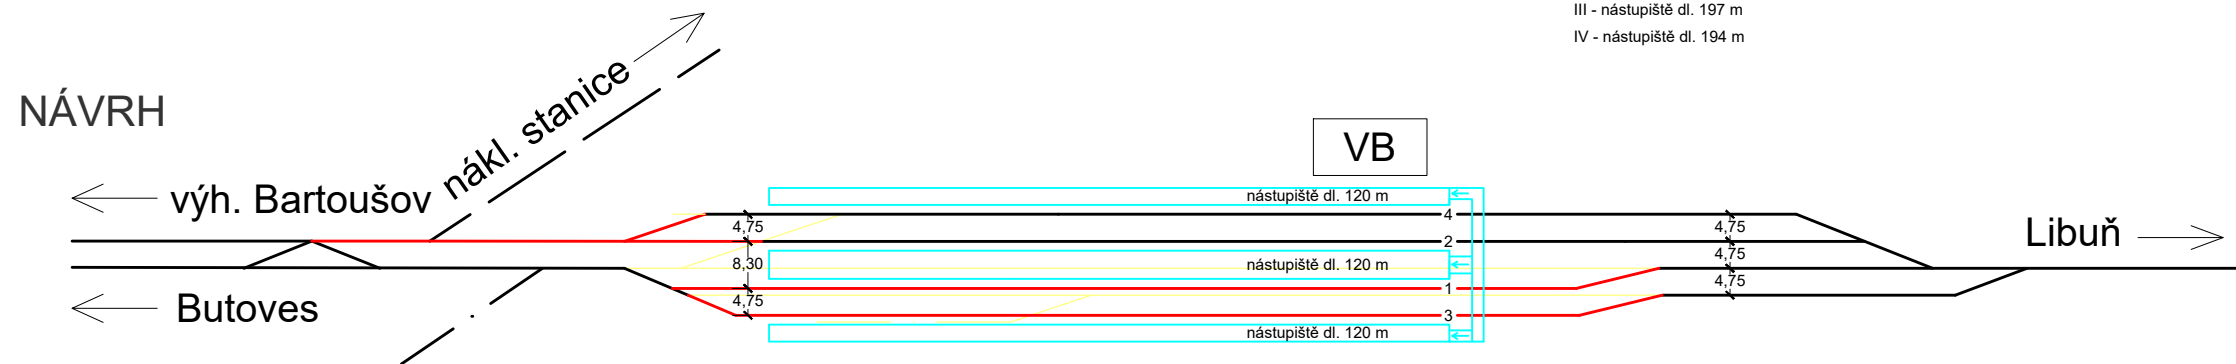 III - nástupiště dl. 197 m
IV - nástupiště dl. 194 m
NÁVRH
nákl. stanice
VB
výh. Bartoušov
nástupiště dl. 120 m
4
4,75
4,75
2
Libuň
8,30
nástupiště dl. 120 m
4,75
1
4,75
4,75
Butoves
3
nástupiště dl. 120 m